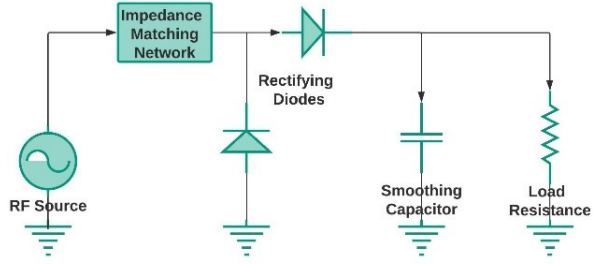 Impedance
Matching
Network
Rectifying
Diodes
RF Source
Smoothing
Capacitor
Load
Resistance